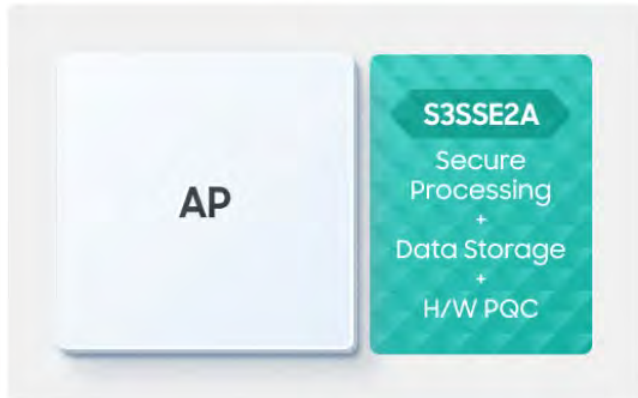 AP
S3SSE2A
Secure
Processing
+
Data Storage
+
H/W PQC